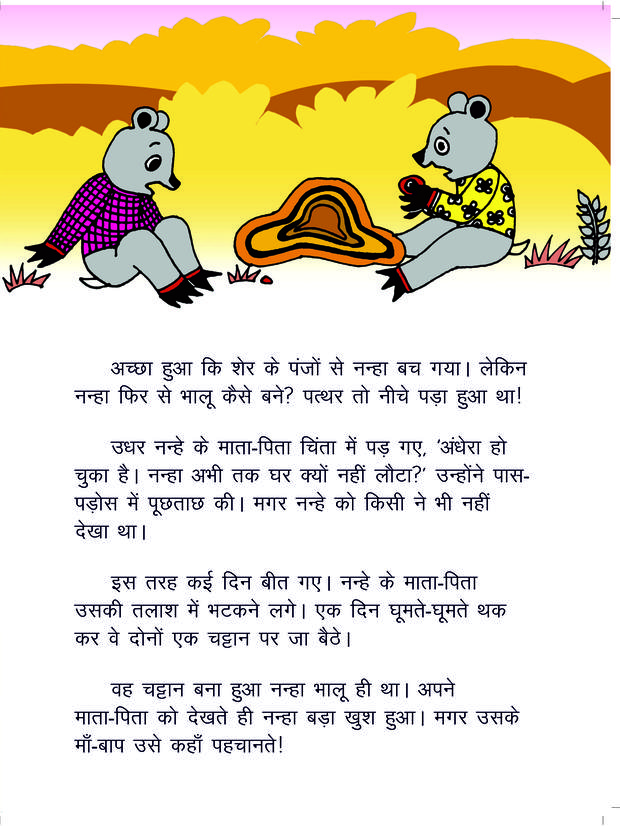 अच्छा हुआ कि शेर के पंजों से नन्हा बच गया। लेकिन
नन्हा फिर से भालू कैसे बने? पत्थर तो नीचे पड़ा हुआ था!
उधर नन्हे के माता-पिता चिंता में पड़ गए, 'अंधेरा हो
चुका है। नन्हा अभी तक घर क्यों नहीं लौटा?' उन्होंने पास-
पड़ोस में पूछताछ की। मगर नन्हे को किसी ने भी नहीं
देखा था।
इस तरह कई दिन बीत गए। नन्हे के माता-पिता
उसकी तलाश में भटकने लगे। एक दिन घूमते-घूमते थक
कर वे दोनों एक चट्टान पर जा बैठे।
वह चट्टान बना हुआ नन्हा भालू ही था। अपने
माता-पिता को देखते ही नन्हा बड़ा खुश हुआ। मगर उसके
माँ-बाप उसे कहाँ पहचानते!